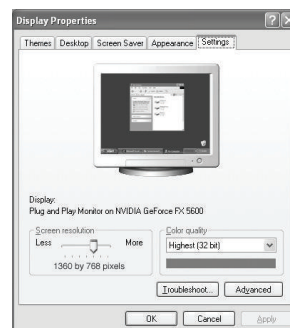 Display Properties
Themes Desktop Screen Saver Appearance Settings
Display:
Plug and Play Monitor on NVIDIA GeForce FX 5600
Screen resolution
Less More
1360 by 768 pixels
Color quality
Highest (32 bit)
Troubleshoot... Advanced
OK Cancel Apply